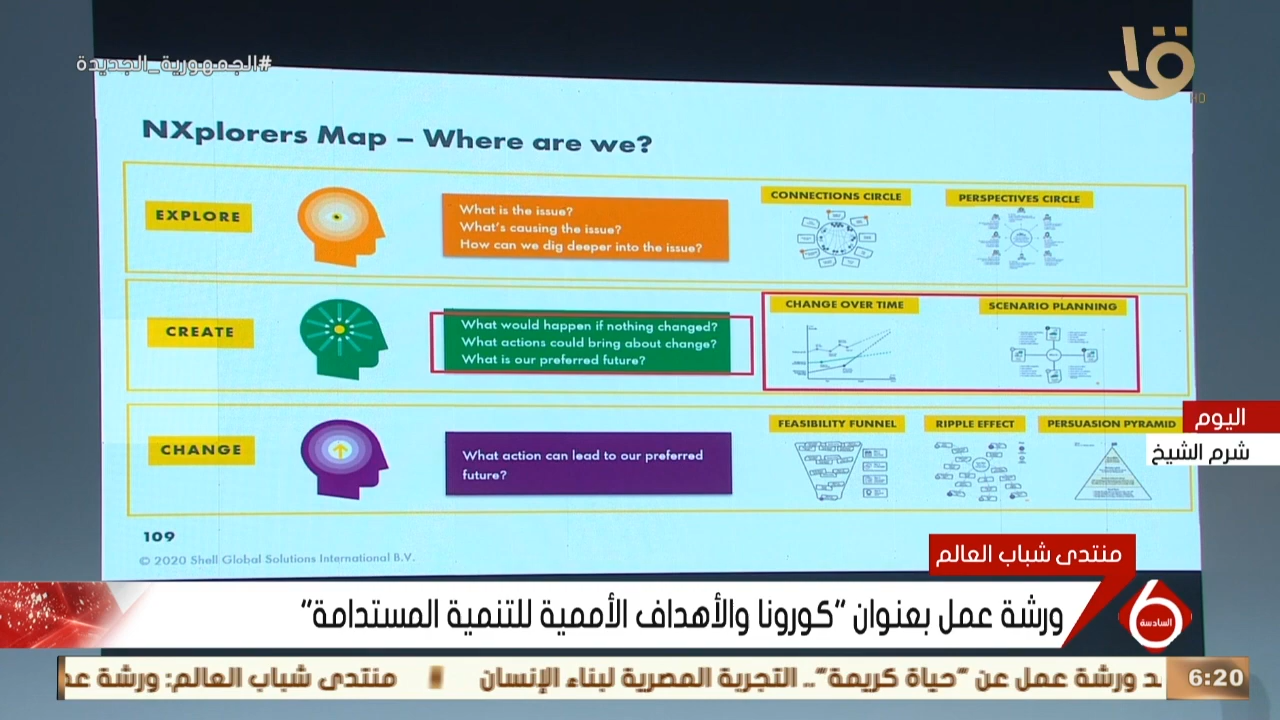 #الجمهورية_الجديدة
HD
NXplorers Map – Where are we?
EXPLORE
What is the issue?
What's causing the issue?
How can we dig deeper into the issue?
CONNECTIONS CIRCLE
PERSPECTIVES CIRCLE
CREATE
What would happen if nothing changed?
What actions could bring about change?
What is our preferred future?
CHANGE OVER TIME
SCENARIO PLANNING
CHANGE
What action can lead to our preferred
future?
FEASIBILITY FUNNEL
RIPPLE EFFECT
PERSUASION PYRAMID
اليوم
شرم الشيخ
109
© 2020 Shell Global Solutions International B.V.
منتدى شباب العالم
ورشة عمل بعنوان "كورونا والأهداف الأممية للتنمية المستدامة"
6
السادسة
ورشة عمل عن "حياة كريمة".. التجربة المصرية لبناء الإنسان
منتدى شباب العالم: ورشة
6:20